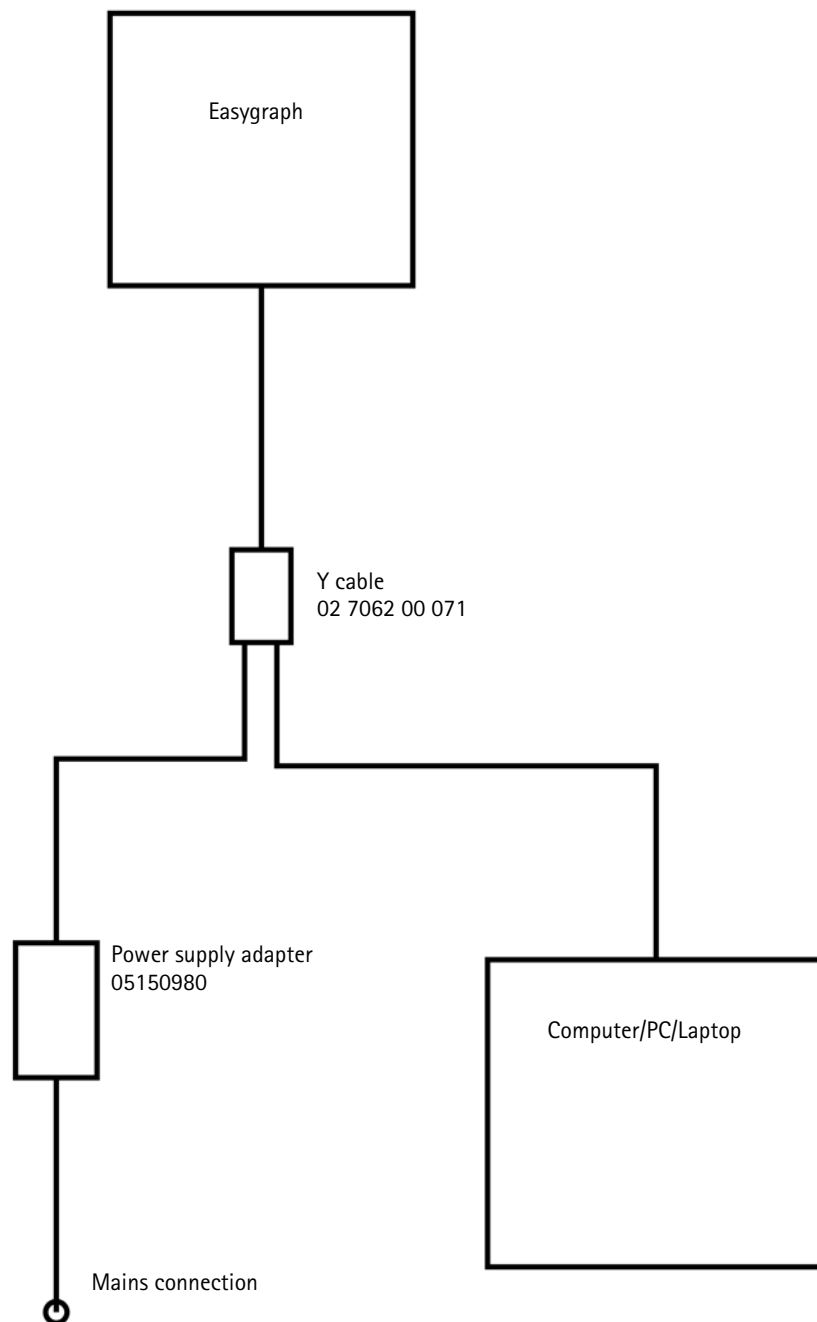 Easygraph
Y cable
02 7062 00 071
Power supply adapter
05150980
Computer/PC/Laptop
Mains connection